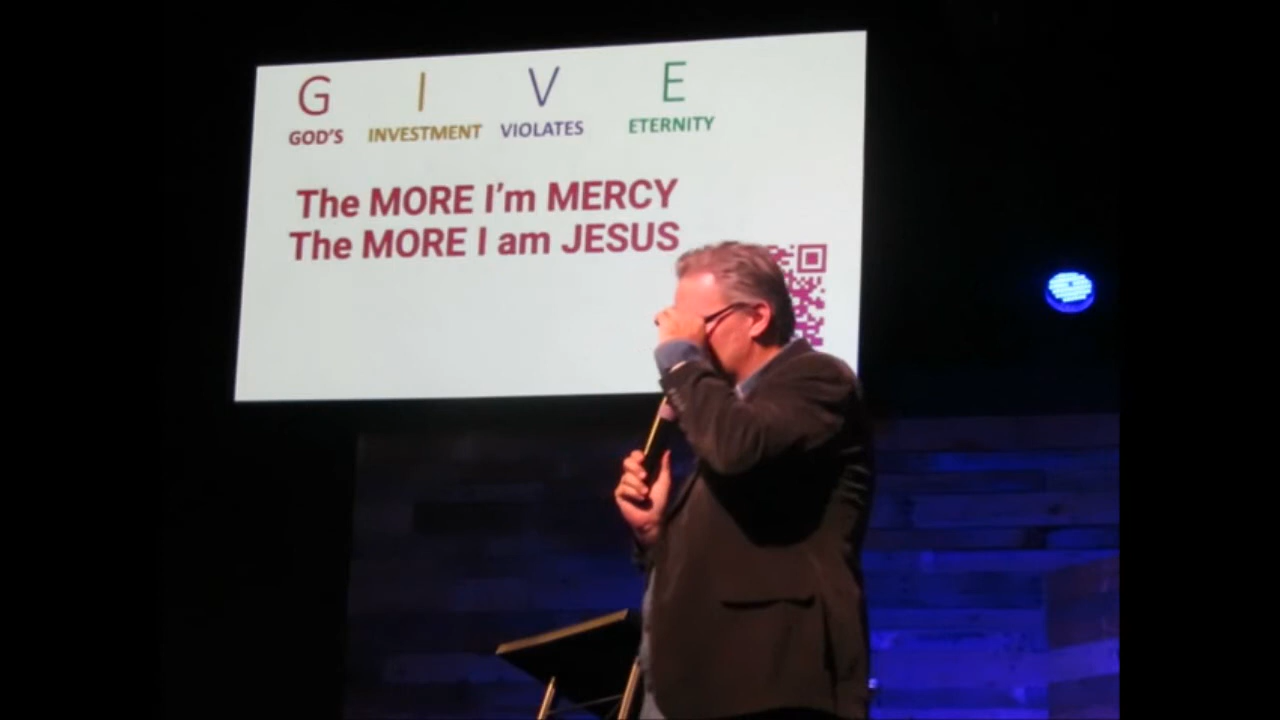 G I V E
GOD'S INVESTMENT VIOLATES ETERNITY
The MORE I'm MERCY
The MORE I am JESUS